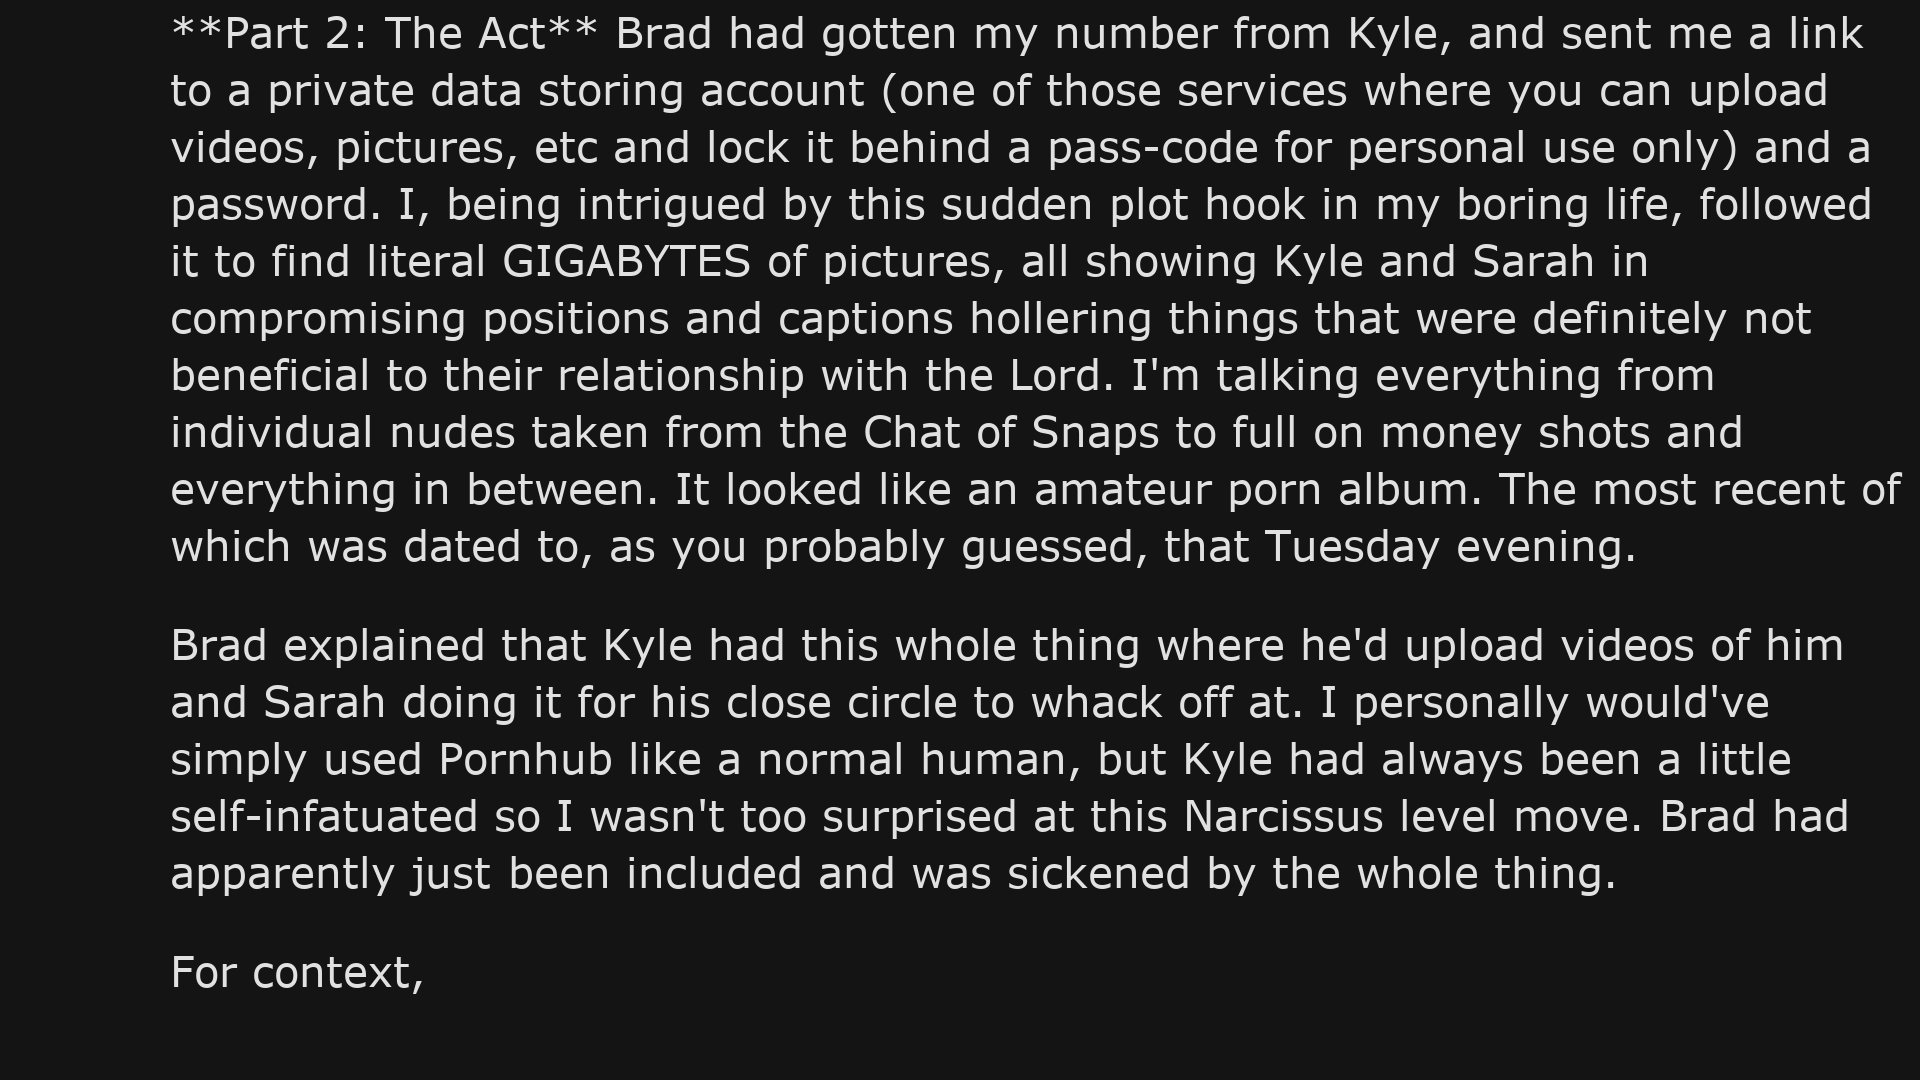 **Part 2: The Act** Brad had gotten my number from Kyle, and sent me a link
to a private data storing account (one of those services where you can upload
videos, pictures, etc and lock it behind a pass-code for personal use only) and a
password. I, being intrigued by this sudden plot hook in my boring life, followed
it to find literal GIGABYTES of pictures, all showing Kyle and Sarah in
compromising positions and captions hollering things that were definitely not
beneficial to their relationship with the Lord. I'm talking everything from
individual nudes taken from the Chat of Snaps to full on money shots and
everything in between. It looked like an amateur porn album. The most recent of
which was dated to, as you probably guessed, that Tuesday evening.
Brad explained that Kyle had this whole thing where he'd upload videos of him
and Sarah doing it for his close circle to whack off at. I personally would've
simply used Pornhub like a normal human, but Kyle had always been a little
self-infatuated so I wasn't too surprised at this Narcissus level move. Brad had
apparently just been included and was sickened by the whole thing.
For context,